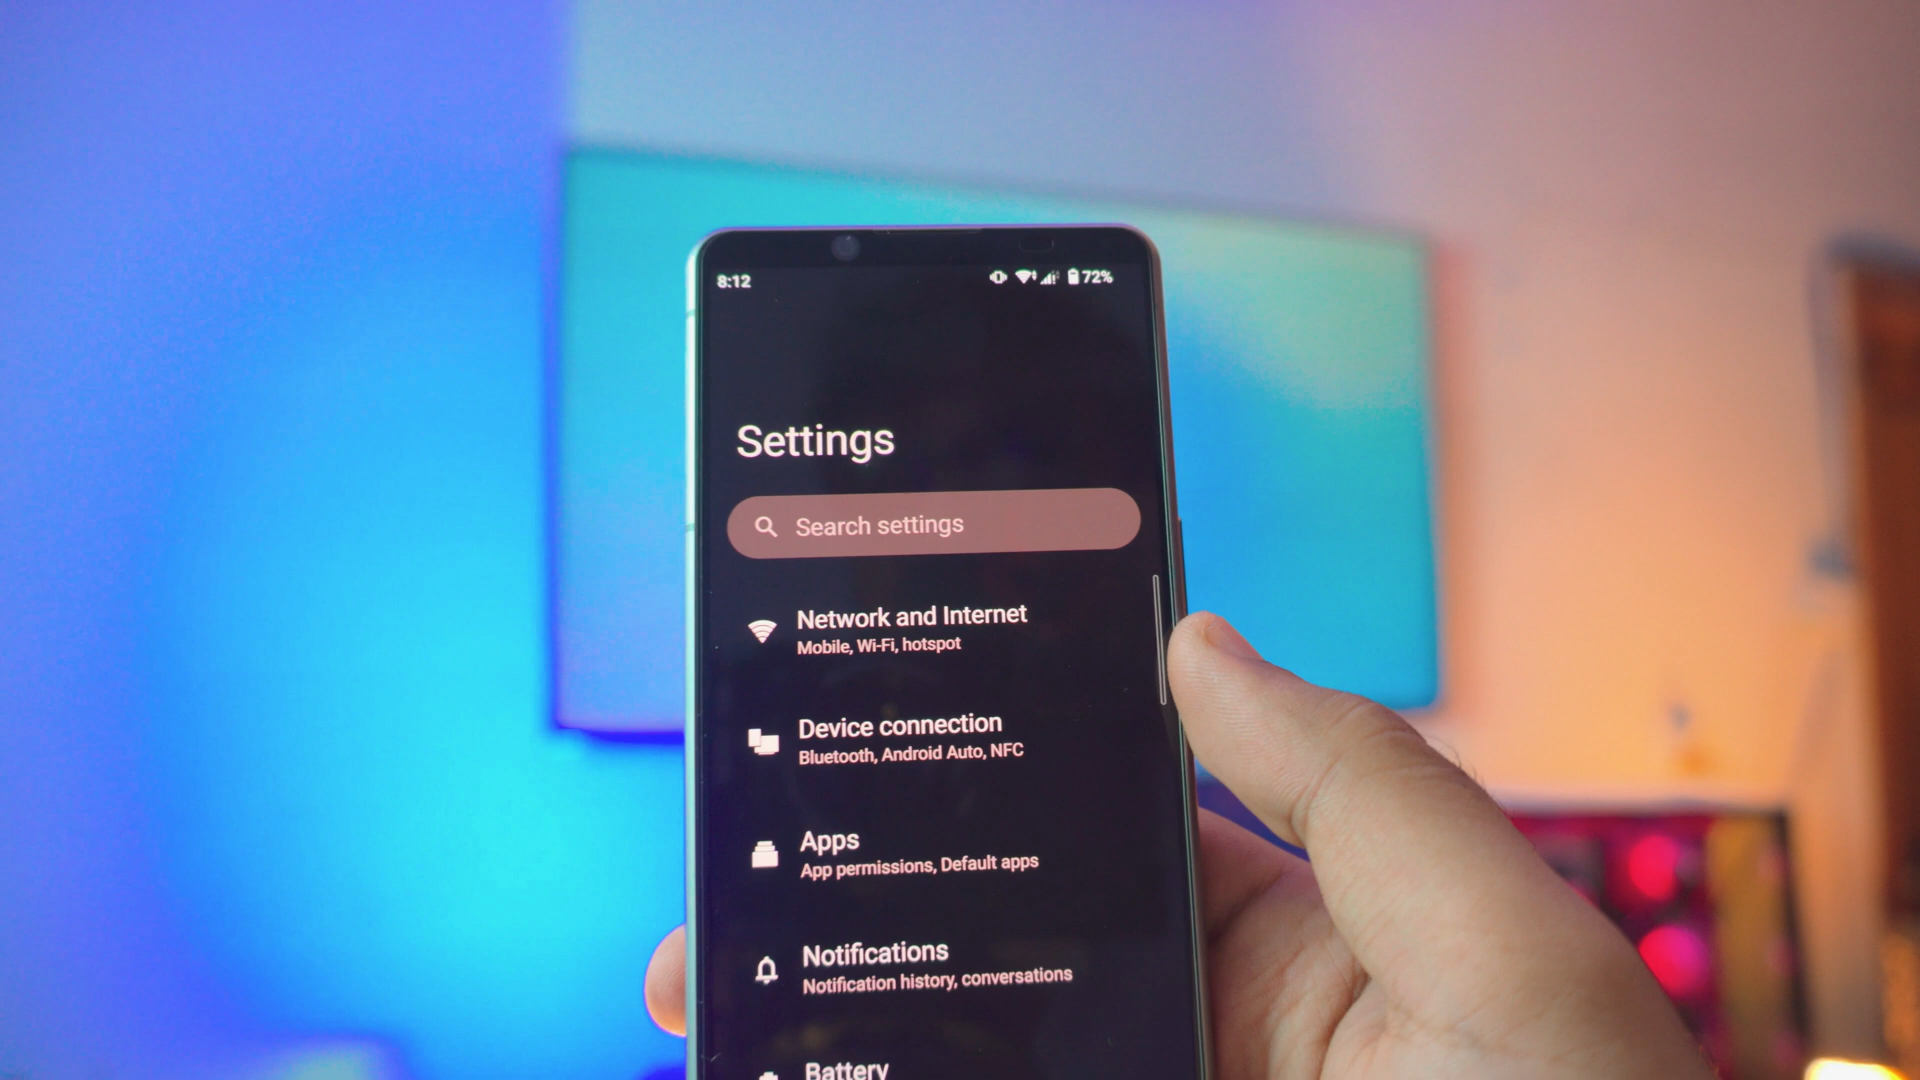 8:12 72%
Settings
Search settings
Network and Internet
Mobile, Wi-Fi, hotspot
Device connection
Bluetooth, Android Auto, NFC
Apps
App permissions, Default apps
Notifications
Notification history, conversations
Battery